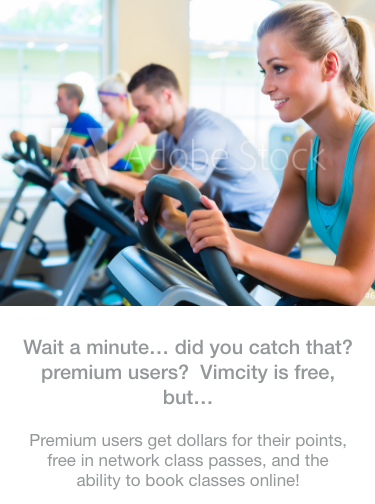 Adobe Stock
Wait a minute… did you catch that?
premium users?  Vimcity is free,
but…
Premium users get dollars for their points,
free in network class passes, and the
ability to book classes online!